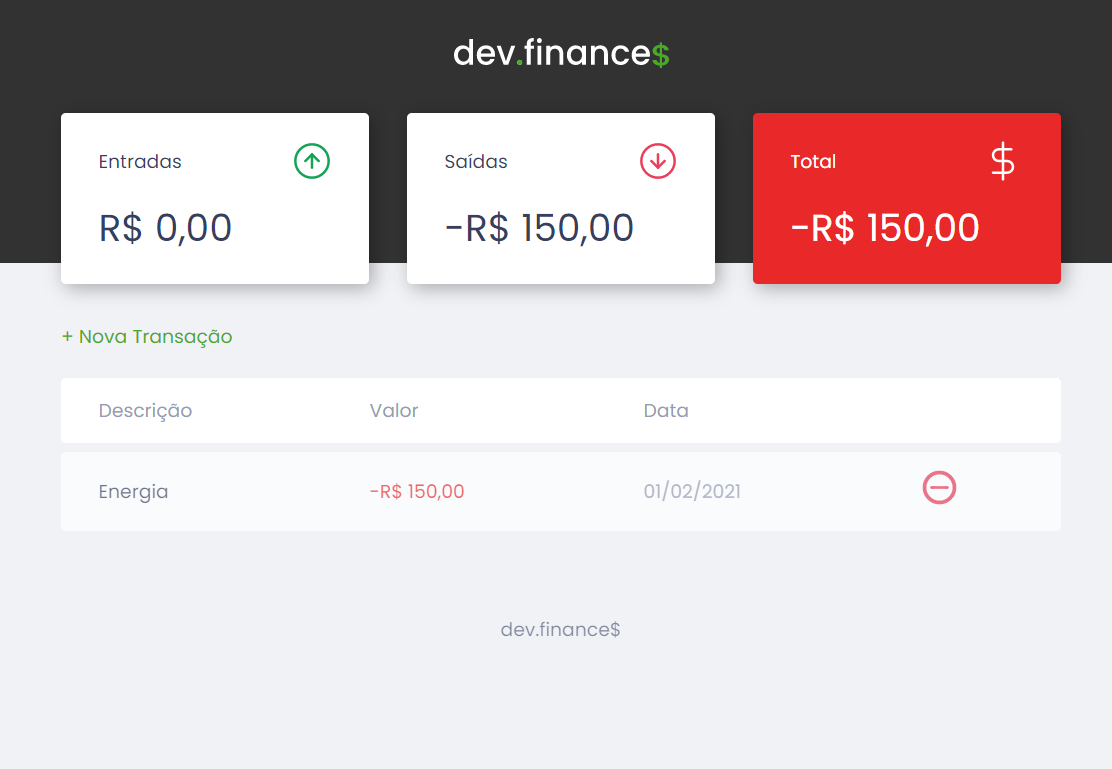 dev.finance$
Entradas
R$ 0,00
Saídas
-R$ 150,00
Total
-R$ 150,00
+ Nova Transação
Descrição Valor Data
Energia -R$ 150,00 01/02/2021
dev.finance$